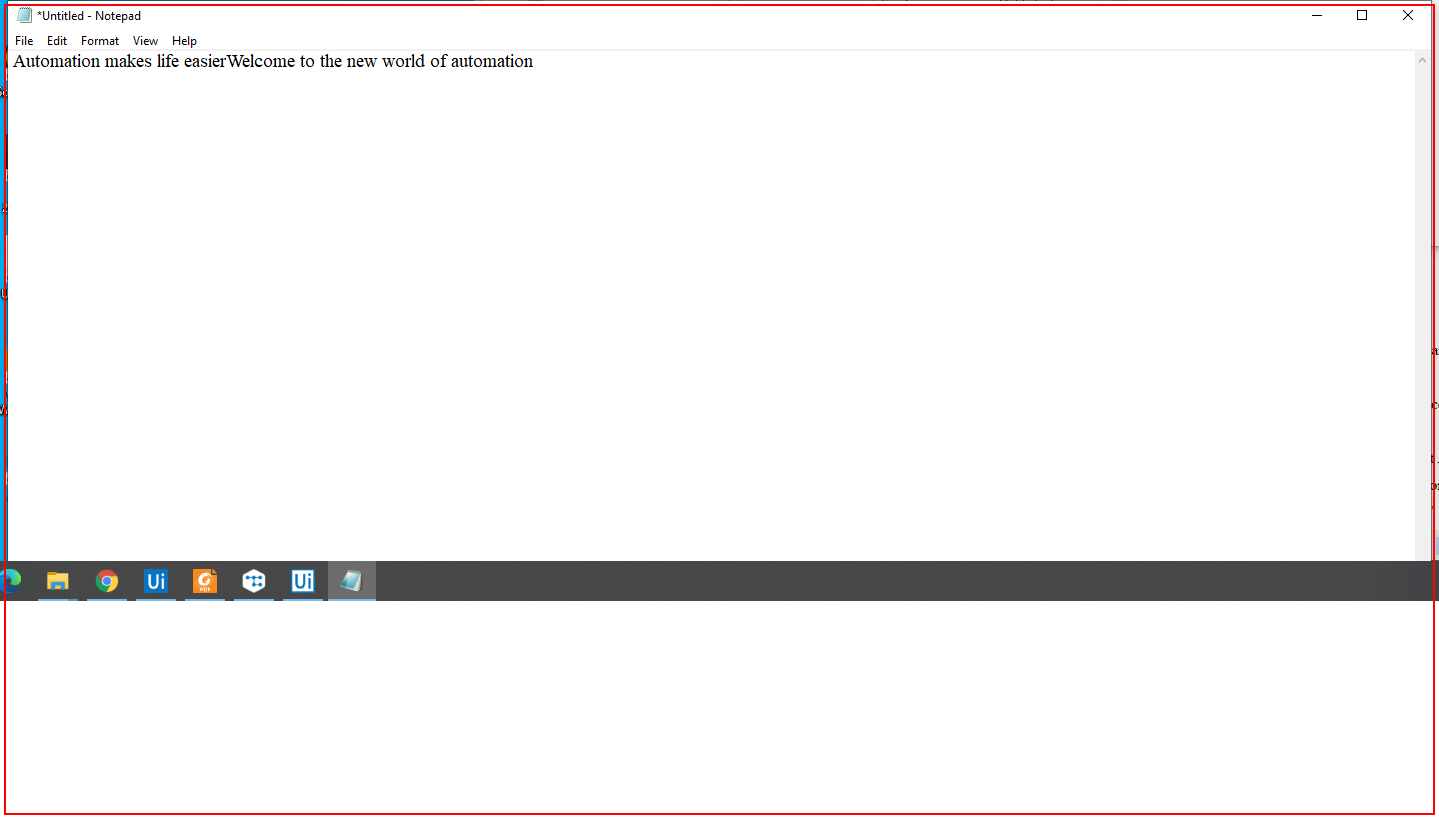 *Untitled - Notepad
File Edit Format View Help
Automation makes life easierWelcome to the new world of automation
Ui
PDF
Ui